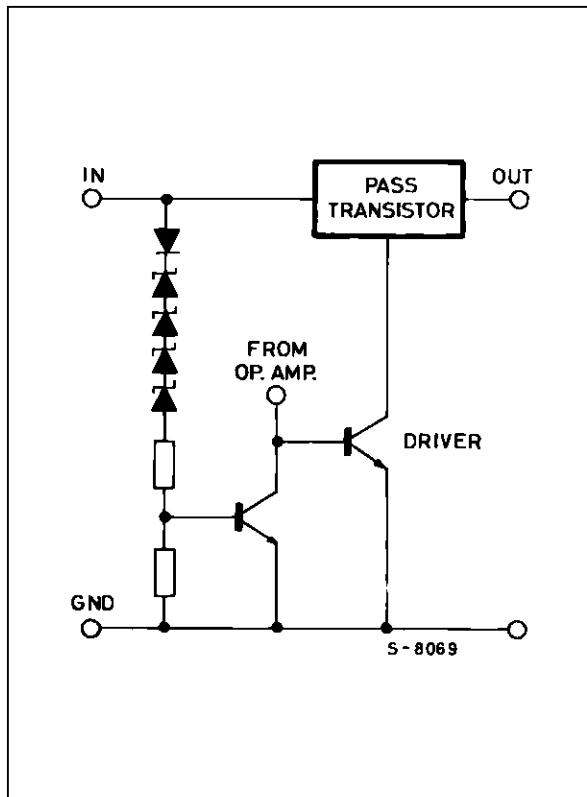 IN
PASS
TRANSISTOR
OUT
FROM
OP. AMP.
DRIVER
GND
S-8069